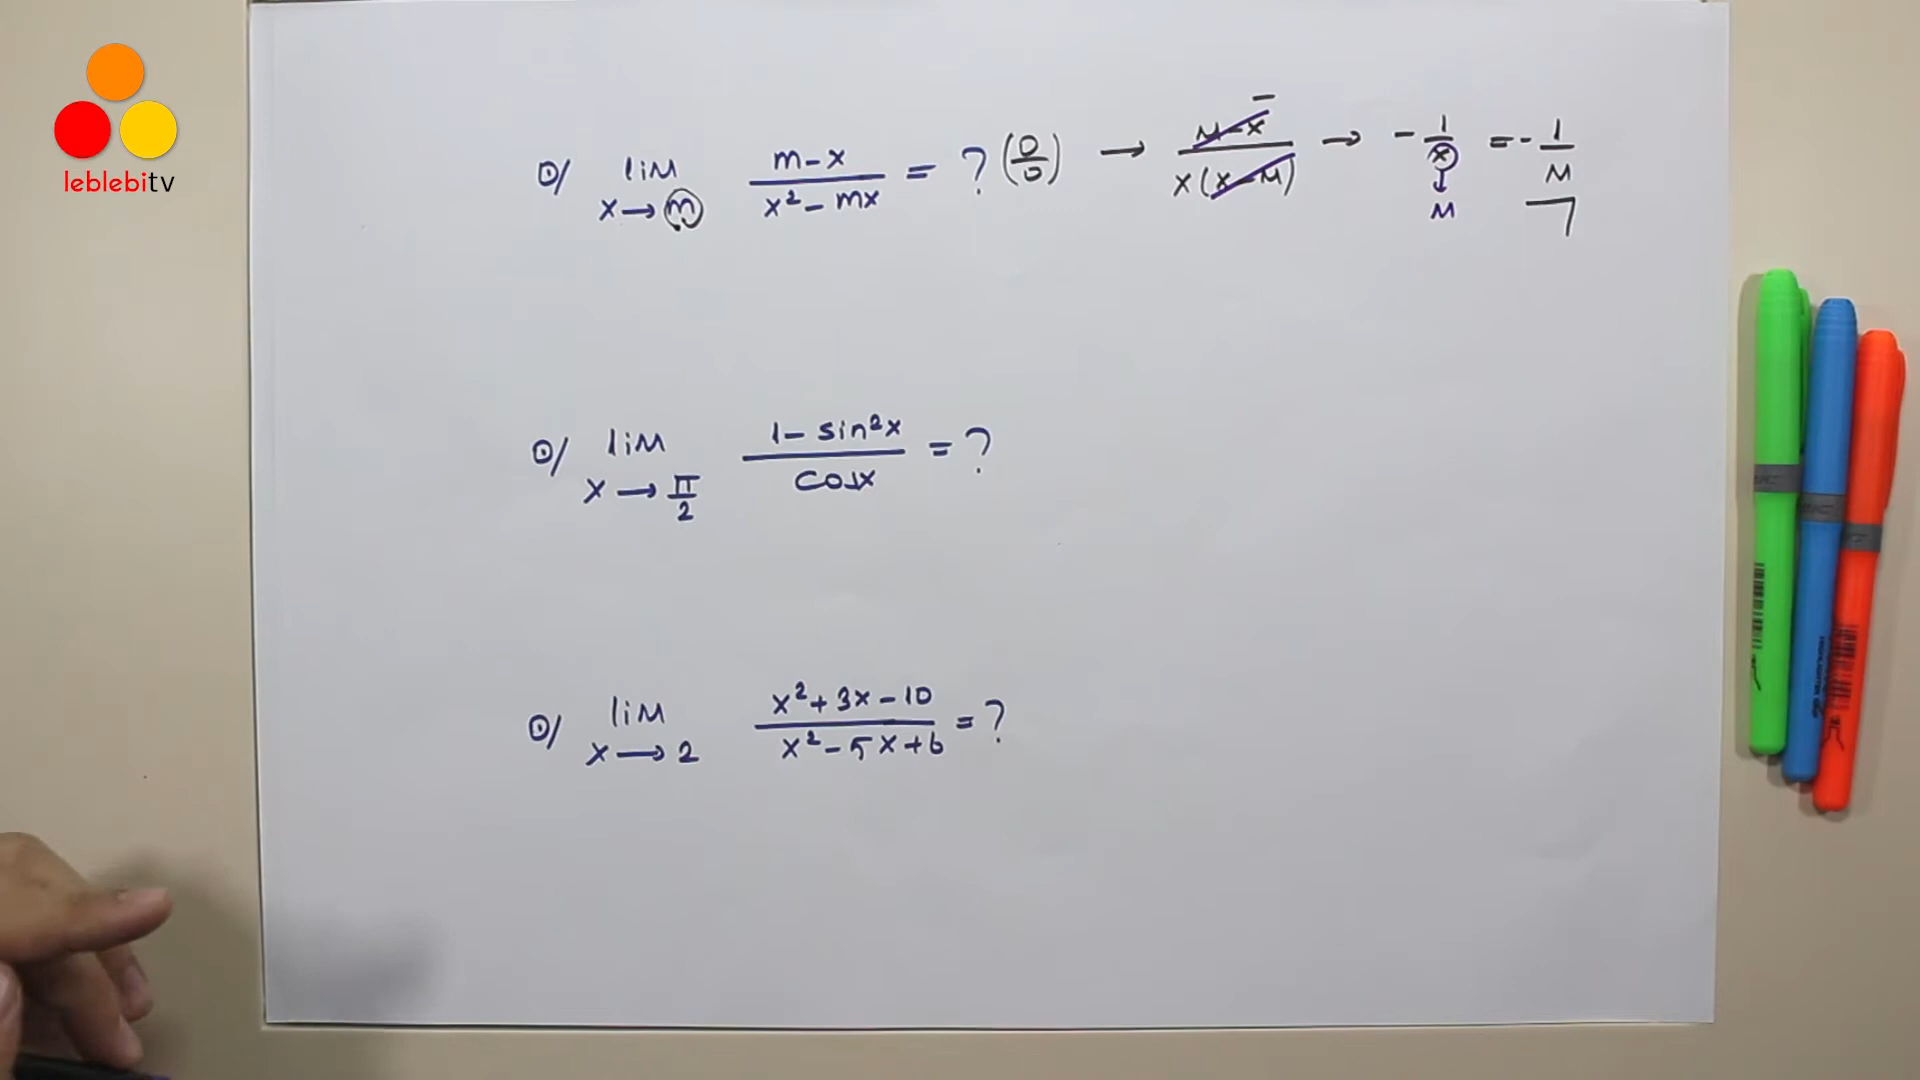 leblebitv
lim x→m (m-x)/(x²-mx) = ? (0/0) → (m-x)/(x(x-m)) → -1/x = -1/m
x → m
lim x→π/2 (1-sin²x)/(cosx) = ?
lim x→2 (x²+3x-10)/(x²-5x+6) = ?